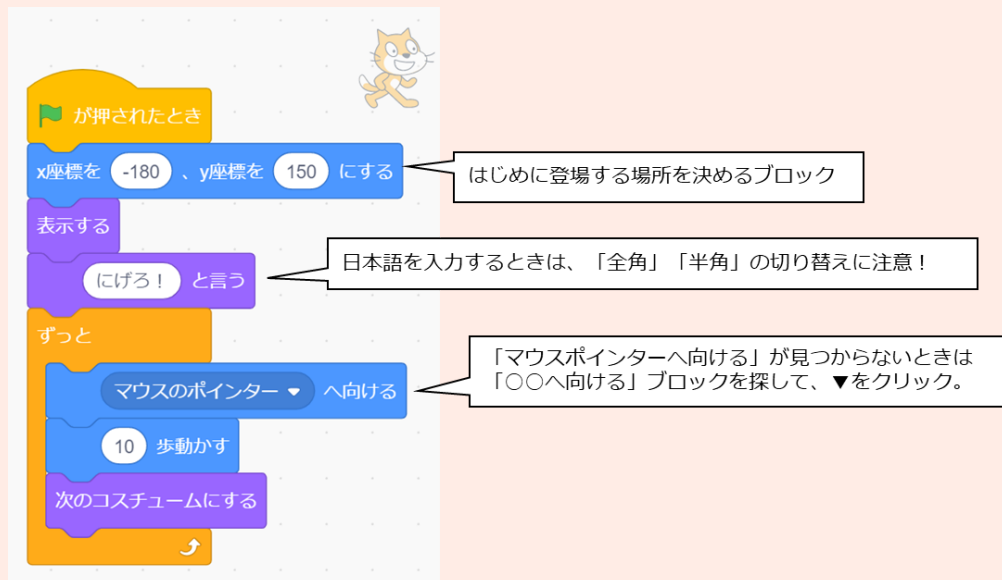 が押されたとき
x座標を -180 、y座標を 150 にする
はじめに登場する場所を決めるブロック
表示する
日本語を入力するときは、「全角」「半角」の切り替えに注意！
にげろ！ と言う
ずっと
「マウスポインターへ向ける」が見つからないときは
「○○へ向ける」ブロックを探して、▼をクリック。
マウスのポインター ▼ へ向ける
10 歩動かす
次のコスチュームにする